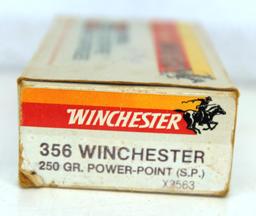 WINCHESTER
356 WINCHESTER
250 GR. POWER-POINT (S.P.)
X3563